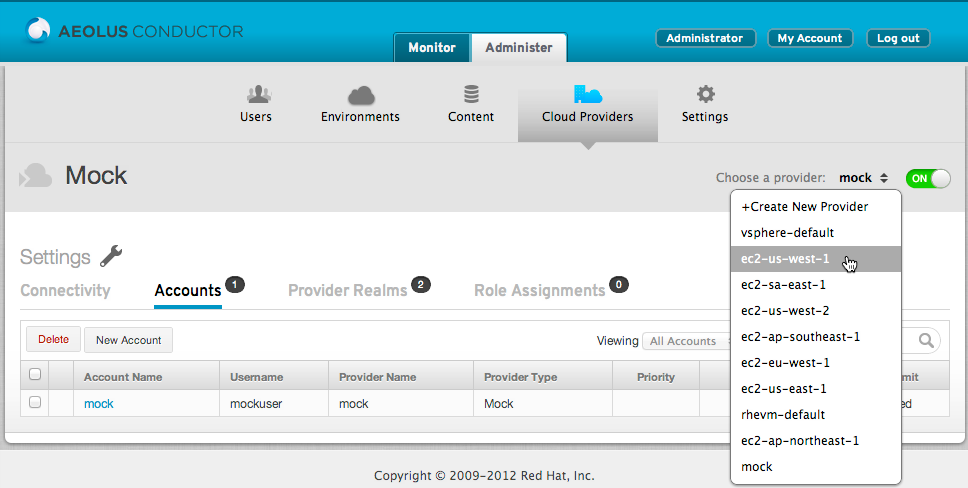 AEOLUS CONDUCTOR
Monitor Administer
Administrator My Account Log out
Users Environments Content Cloud Providers Settings
Mock
Choose a provider: mock ON
+Create New Provider
vsphere-default
ec2-us-west-1
ec2-sa-east-1
ec2-us-west-2
ec2-ap-southeast-1
ec2-eu-west-1
ec2-us-east-1
rhevm-default
ec2-ap-northeast-1
mock
Settings
Connectivity Accounts 1 Provider Realms 2 Role Assignments 0
Delete New Account Viewing All Accounts
Account Name Username Provider Name Provider Type Priority
mock mockuser mock Mock
Copyright © 2009-2012 Red Hat, Inc.